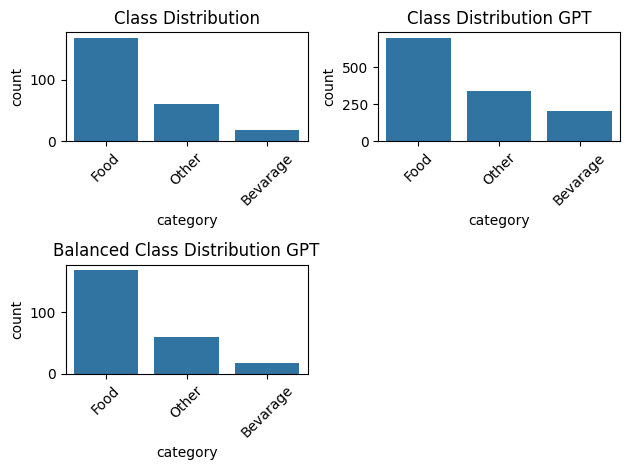 Class Distribution
count
100
0
Food
Other
Bevarage
category
Class Distribution GPT
count
500
250
0
Food
Other
Bevarage
category
Balanced Class Distribution GPT
count
100
0
Food
Other
Bevarage
category